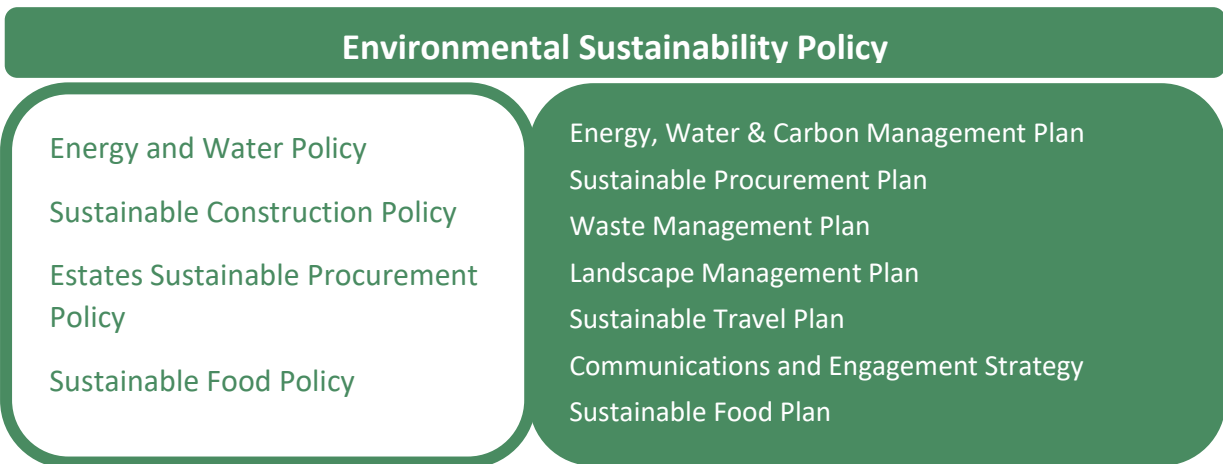 Environmental Sustainability Policy
Energy and Water Policy
Sustainable Construction Policy
Estates Sustainable Procurement
Policy
Sustainable Food Policy
Energy, Water & Carbon Management Plan
Sustainable Procurement Plan
Waste Management Plan
Landscape Management Plan
Sustainable Travel Plan
Communications and Engagement Strategy
Sustainable Food Plan